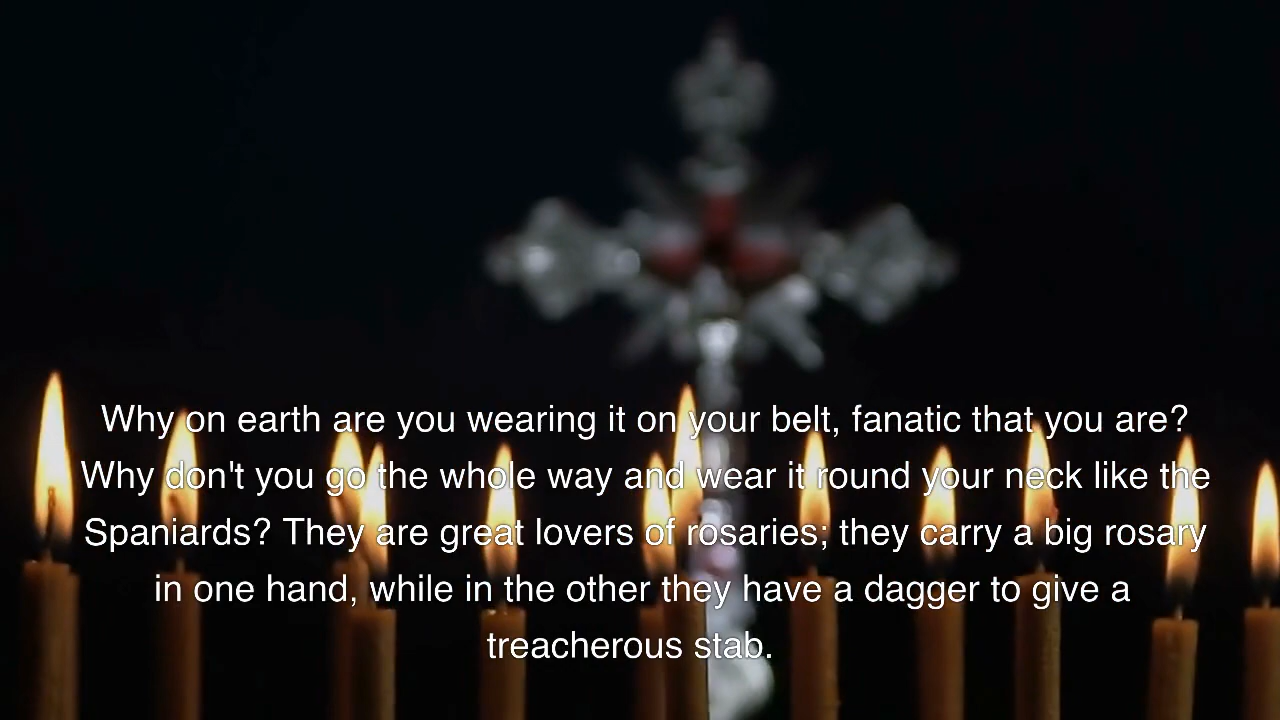 Why on earth are you wearing it on your belt, fanatic that you are?
Why don't you go the whole way and wear it round your neck like the
Spaniards? They are great lovers of rosaries; they carry a big rosary
in one hand, while in the other they have a dagger to give a
treacherous stab.